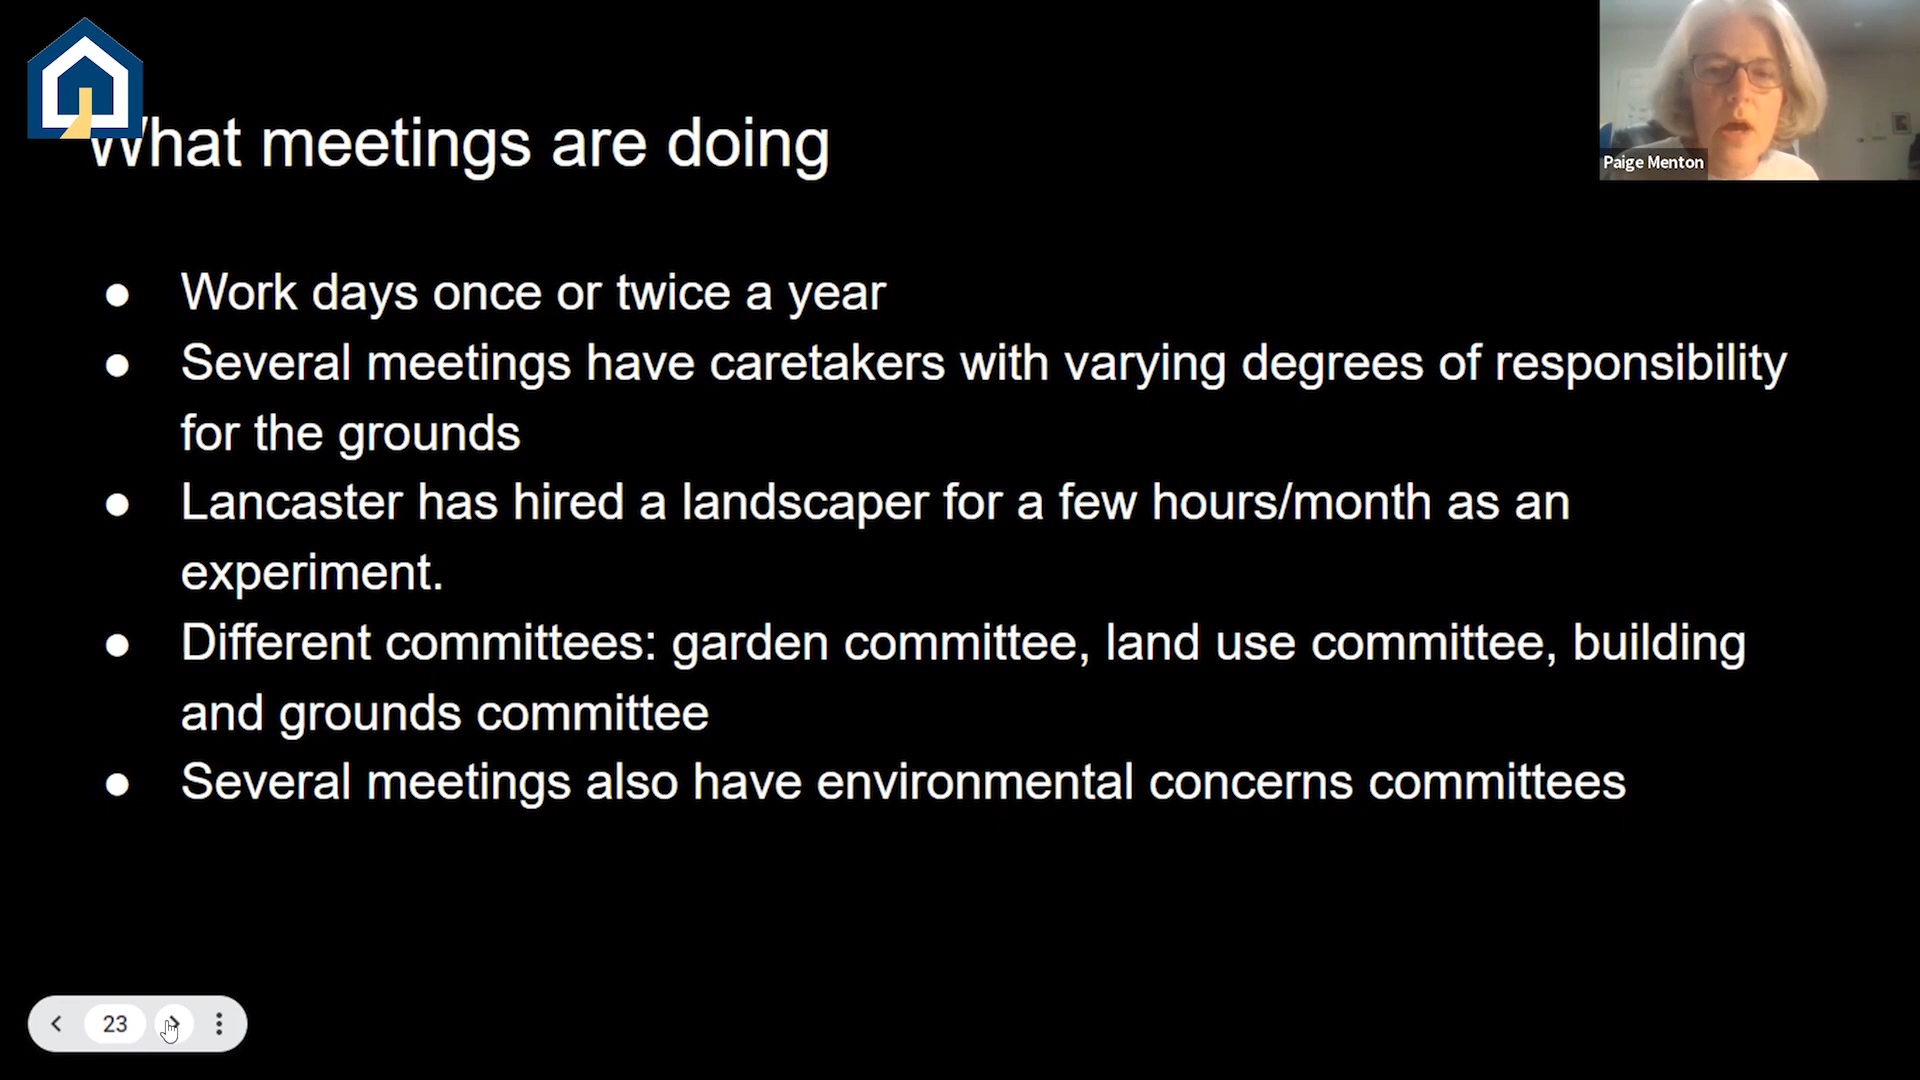 What meetings are doing
Paige Menton
● Work days once or twice a year
● Several meetings have caretakers with varying degrees of responsibility
for the grounds
● Lancaster has hired a landscaper for a few hours/month as an
experiment.
● Different committees: garden committee, land use committee, building
and grounds committee
● Several meetings also have environmental concerns committees
23